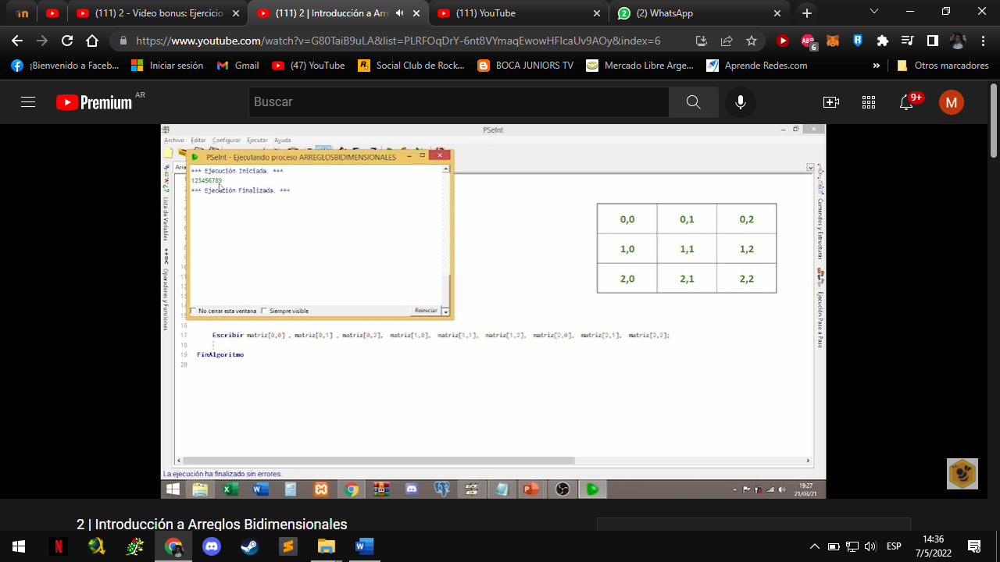 (111) 2 - Video bonus: Ejercicio
(111) 2 | Introducción a Arre
(111) YouTube
(2) WhatsApp
https://www.youtube.com/watch?v=G80TaiB9uLA&list=PLRFOqDrY-6nt8VYmaqEwowHFIcaUv9AOy&index=6
ABP
6
¡Bienvenido a Faceb...
Iniciar sesión
Gmail
(47) YouTube
Social Club de Rock...
BOCA JUNIORS TV
Mercado Libre Arge...
Aprende Redes.com
»
Otros marcadores
Premium AR
Buscar
9+
M
PSeInt
Archivo Editar Configurar Ejecutar Ayuda
PSeInt - Ejecutando proceso ARREGLOSBIDIMENSIONALES
*** Ejecución Iniciada. ***
123456789
*** Ejecución Finalizada. ***
No cerrar esta ventana
Siempre visible
Reiniciar
Lista de Variables
Operadores y Funciones
Comandos y Estructuras
Ejecución Paso a Paso
0,0 0,1 0,2
1,0 1,1 1,2
2,0 2,1 2,2
16
17 Escribir matriz[0,0] , matriz[0,1] , matriz[0,2], matriz[1,0], matriz[1,1], matriz[1,2], matriz[2,0], matriz[2,1], matriz[2,2];
18
19 FinAlgoritmo
20
La ejecución ha finalizado sin errores.
19:27
21/03/21
2 | Introducción a Arreglos Bidimensionales
ESP
14:36
7/5/2022